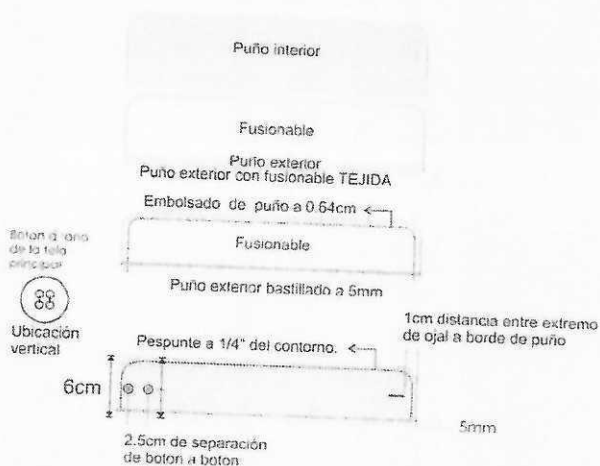 Puño interior
Fusionable
Puño exterior
Puño exterior con fusionable TEJIDA
Embolsado de puño a 0.64cm
Fusionable
Boton a tono
de la tela
principal
Puño exterior bastillado a 5mm
Ubicación
vertical
1cm distancia entre extremo
de ojal a borde de puño
Pespunte a 1/4" del contorno.
6cm
5mm
2.5cm de separación
de boton a boton